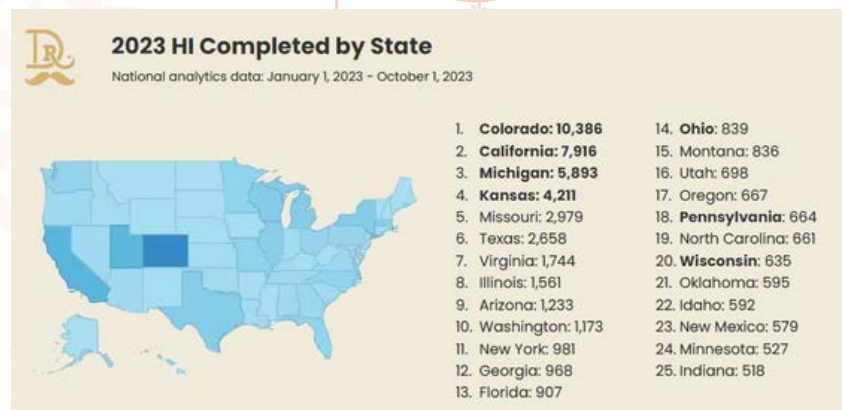 DR
2023 HI Completed by State
National analytics data: January 1, 2023 - October 1, 2023
1. Colorado: 10,386
2. California: 7,916
3. Michigan: 5,893
4. Kansas: 4,211
5. Missouri: 2,979
6. Texas: 2,658
7. Virginia: 1,744
8. Illinois: 1,561
9. Arizona: 1,233
10. Washington: 1,173
11. New York: 981
12. Georgia: 968
13. Florida: 907
14. Ohio: 839
15. Montana: 836
16. Utah: 698
17. Oregon: 667
18. Pennsylvania: 664
19. North Carolina: 661
20. Wisconsin: 635
21. Oklahoma: 595
22. Idaho: 592
23. New Mexico: 579
24. Minnesota: 527
25. Indiana: 518